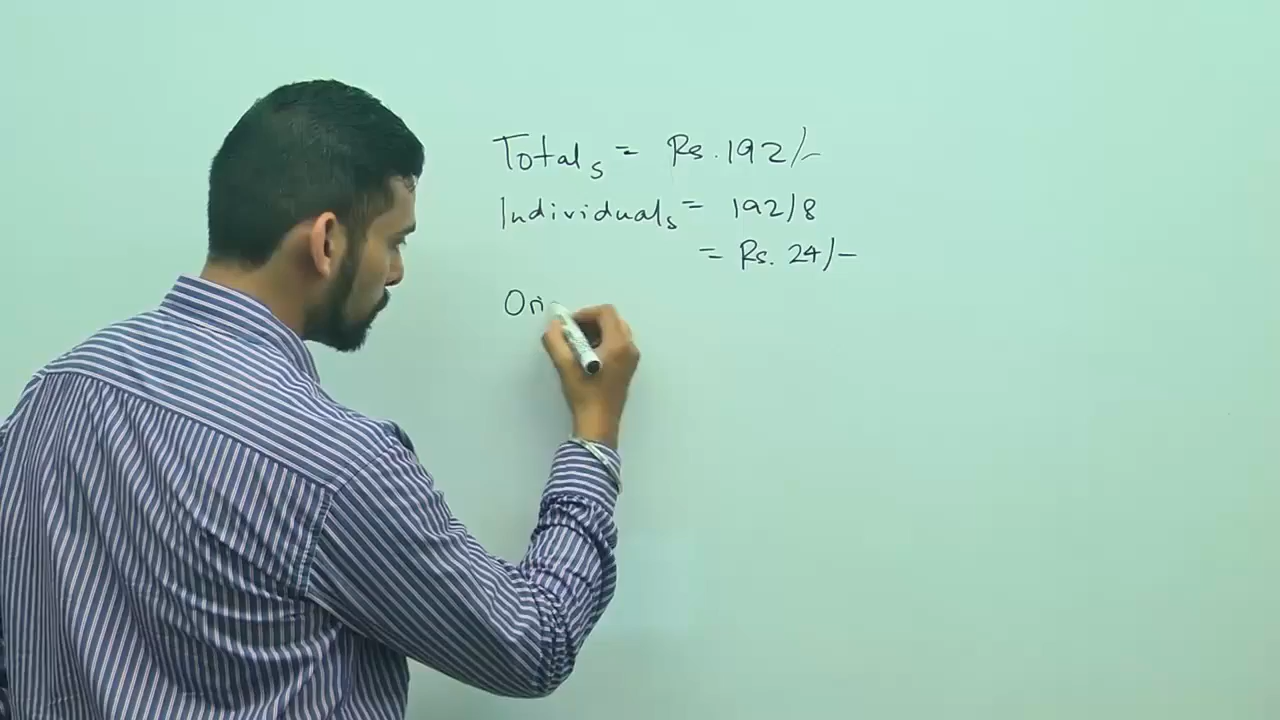 Totals = Rs. 192/-
Individuals = 192/8
= Rs. 24/-
Ori